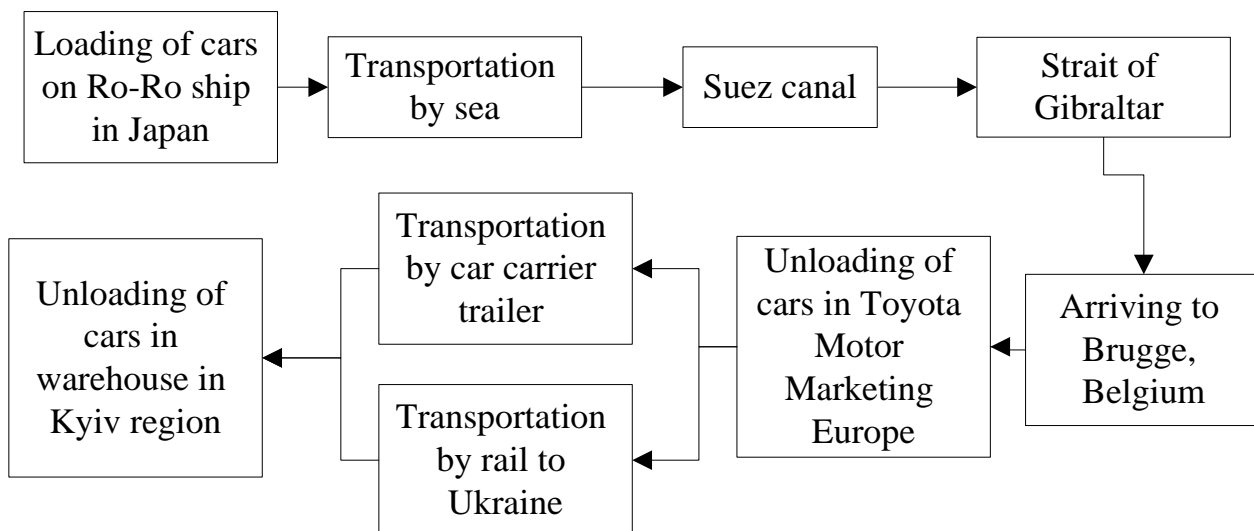 Loading of cars
on Ro-Ro ship
in Japan
Transportation
by sea
Suez canal
Strait of
Gibraltar
Arriving to
Brugge,
Belgium
Unloading of
cars in Toyota
Motor
Marketing
Europe
Transportation
by car carrier
trailer
Transportation
by rail to
Ukraine
Unloading of
cars in
warehouse in
Kyiv region